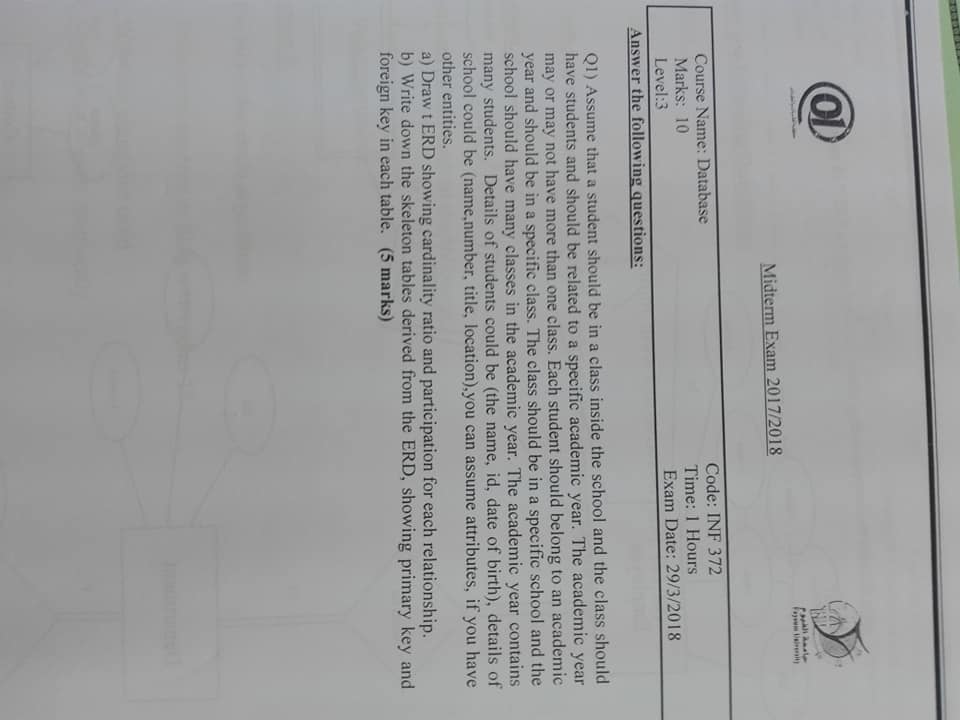 01
جامعة الفيوم
Fayoum University
Midterm Exam 2017/2018
Course Name: Database
Code: INF 372
Marks: 10
Time: 1 Hours
Level:3
Exam Date: 29/3/2018
Answer the following questions:
Q1) Assume that a student should be in a class inside the school and the class should
have students and should be related to a specific academic year. The academic year
may or may not have more than one class. Each student should belong to an academic
year and should be in a specific class. The class should be in a specific school and the
school should have many classes in the academic year. The academic year contains
many students. Details of students could be (the name, id, date of birth), details of
school could be (name,number, title, location),you can assume attributes, if you have
other entities.
a) Draw t ERD showing cardinality ratio and participation for each relationship.
b) Write down the skeleton tables derived from the ERD, showing primary key and
foreign key in each table. (5 marks)